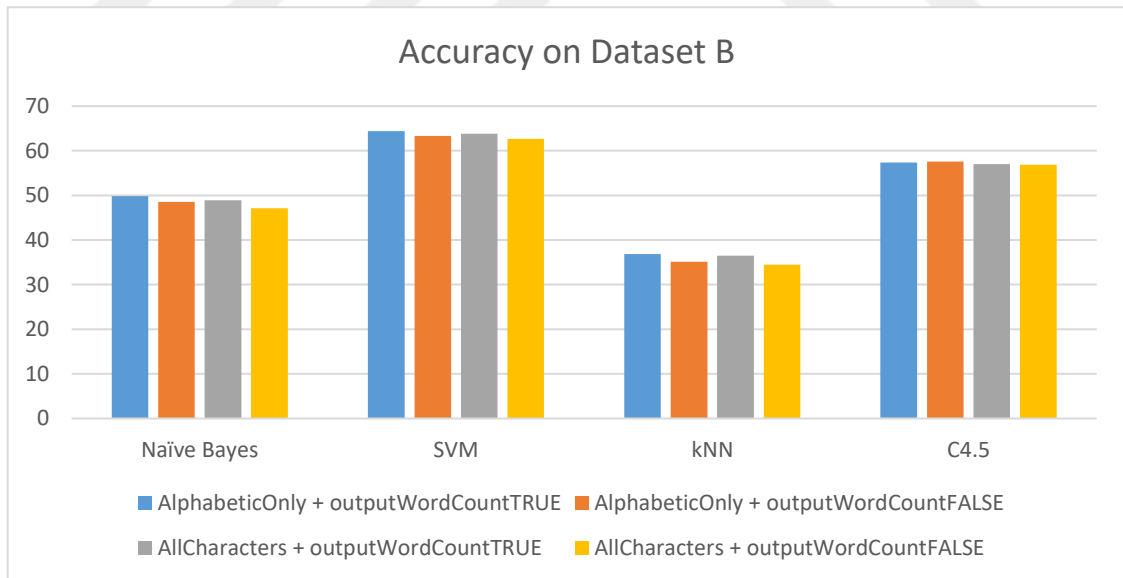 Accuracy on Dataset B
70
60
50
40
30
20
10
0
Naïve Bayes SVM kNN C4.5
AlphabeticOnly + outputWordCountTRUE AlphabeticOnly + outputWordCountFALSE
AllCharacters + outputWordCountTRUE AllCharacters + outputWordCountFALSE